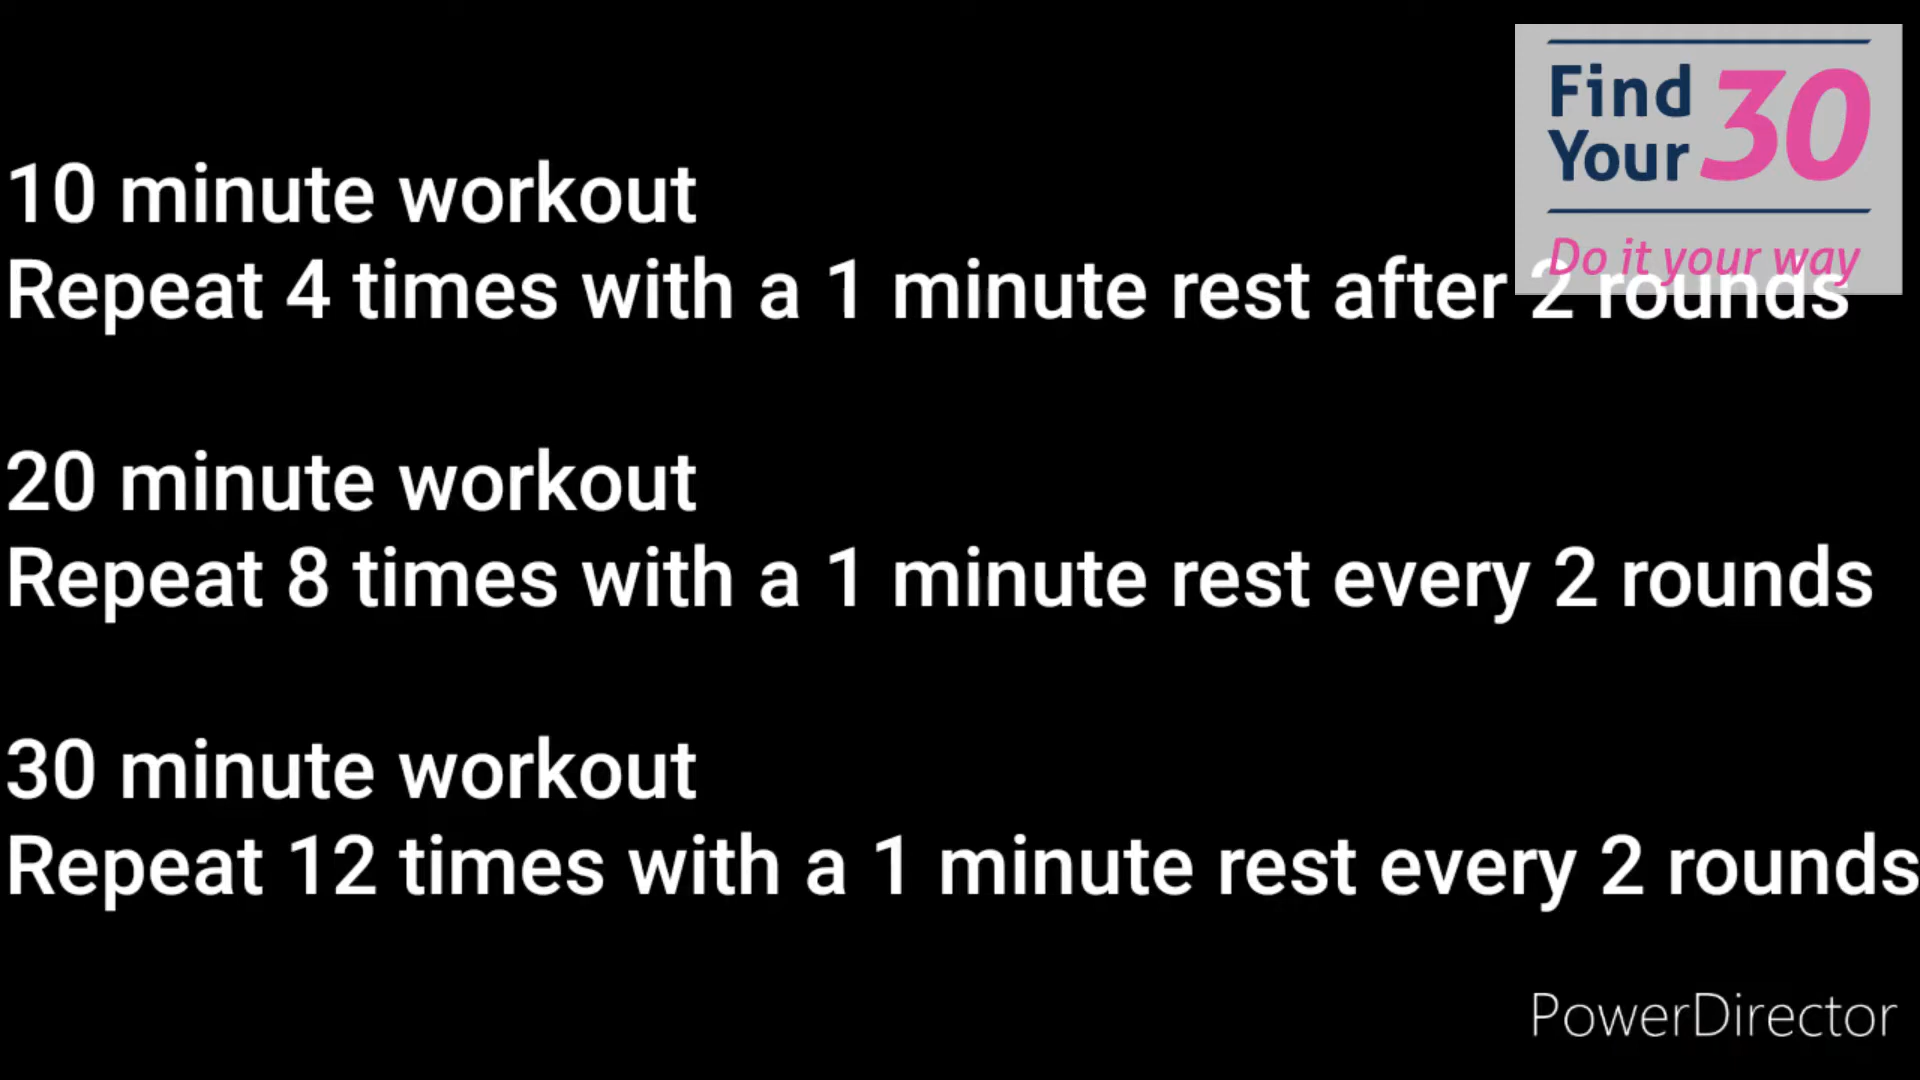 Find
Your 30
Do it your way
10 minute workout
Repeat 4 times with a 1 minute rest after 2 rounds
20 minute workout
Repeat 8 times with a 1 minute rest every 2 rounds
30 minute workout
Repeat 12 times with a 1 minute rest every 2 rounds
PowerDirector